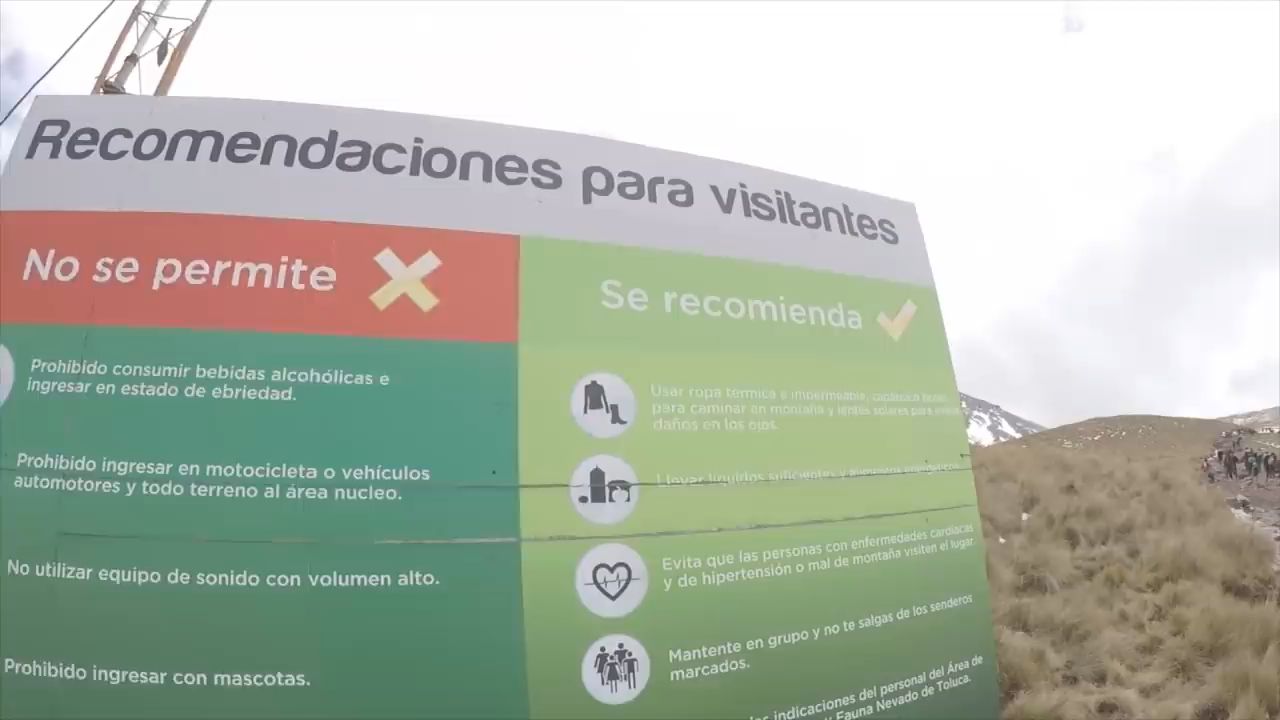 Recomendaciones para visitantes
No se permite
Prohibido consumir bebidas alcohólicas e
ingresar en estado de ebriedad.
Prohibido ingresar en motocicleta o vehículos
automotores y todo terreno al área nucleo.
No utilizar equipo de sonido con volumen alto.
Prohibido ingresar con mascotas.
Se recomienda
Usar ropa térmica e impermeable,
para caminar en montaña y lentes solares para
daños en los ojos.
Llevar líquidos suficientes y alimentos energéticos.
Evita que las personas con enfermedades cardiacas
y de hipertensión o mal de montaña visiten el lugar.
Mantente en grupo y no te salgas de los senderos
marcados.
indicaciones del personal del Área de
y Fauna Nevado de Toluca.